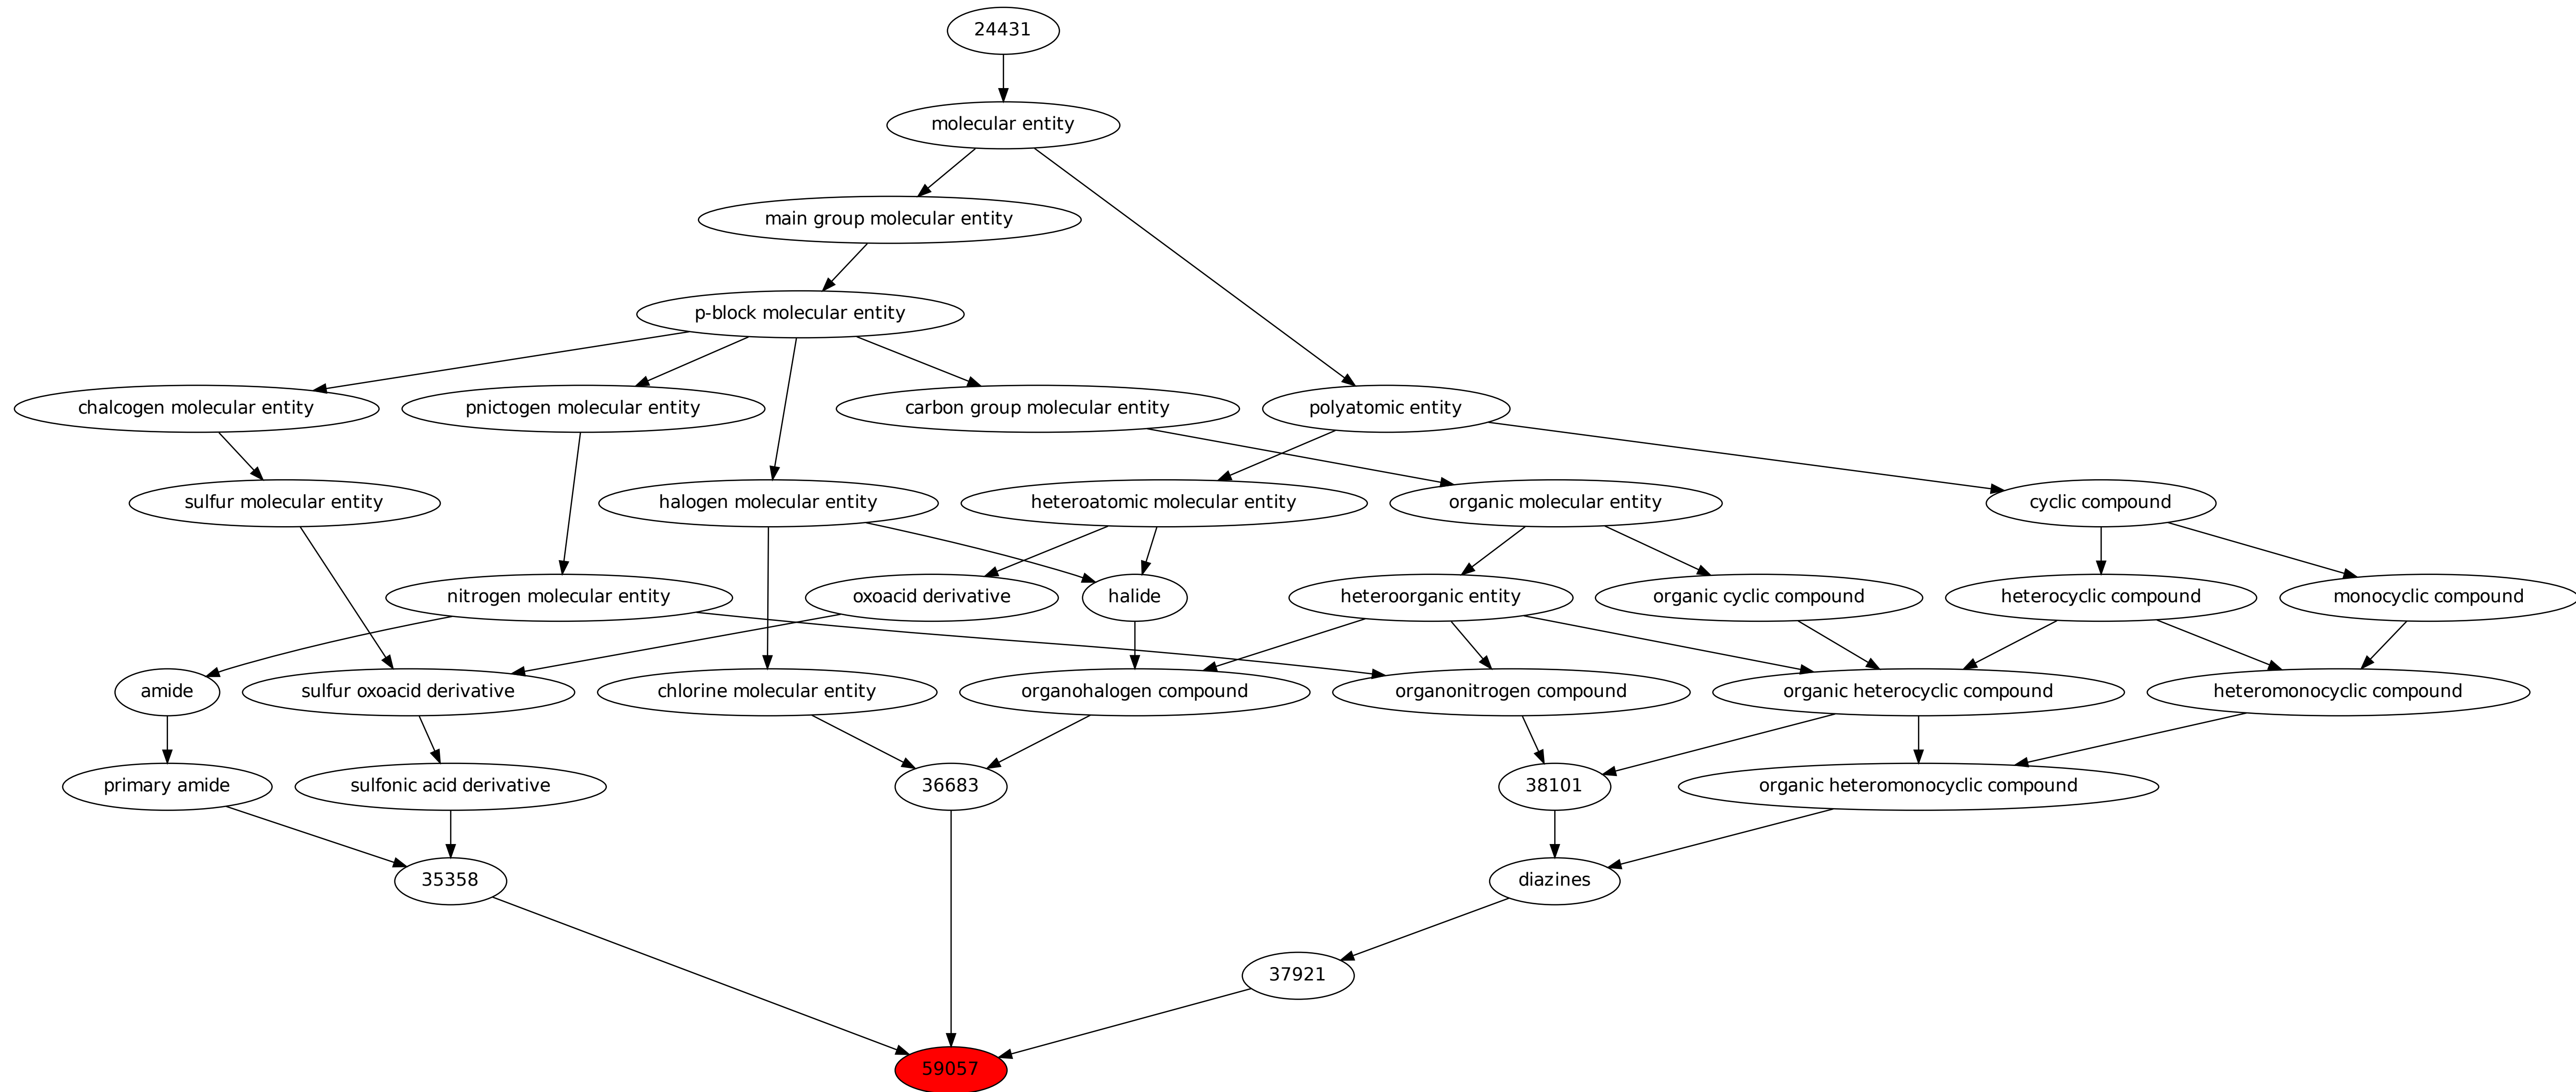 24431
molecular entity
main group molecular entity
p-block molecular entity
chalcogen molecular entity
pnictogen molecular entity
carbon group molecular entity
polyatomic entity
sulfur molecular entity
halogen molecular entity
heteroatomic molecular entity
organic molecular entity
cyclic compound
nitrogen molecular entity
oxoacid derivative
halide
heteroorganic entity
organic cyclic compound
heterocyclic compound
monocyclic compound
amide
sulfur oxoacid derivative
chlorine molecular entity
organohalogen compound
organonitrogen compound
organic heterocyclic compound
heteromonocyclic compound
primary amide
sulfonic acid derivative
36683
38101
organic heteromonocyclic compound
35358
diazines
37921
59057